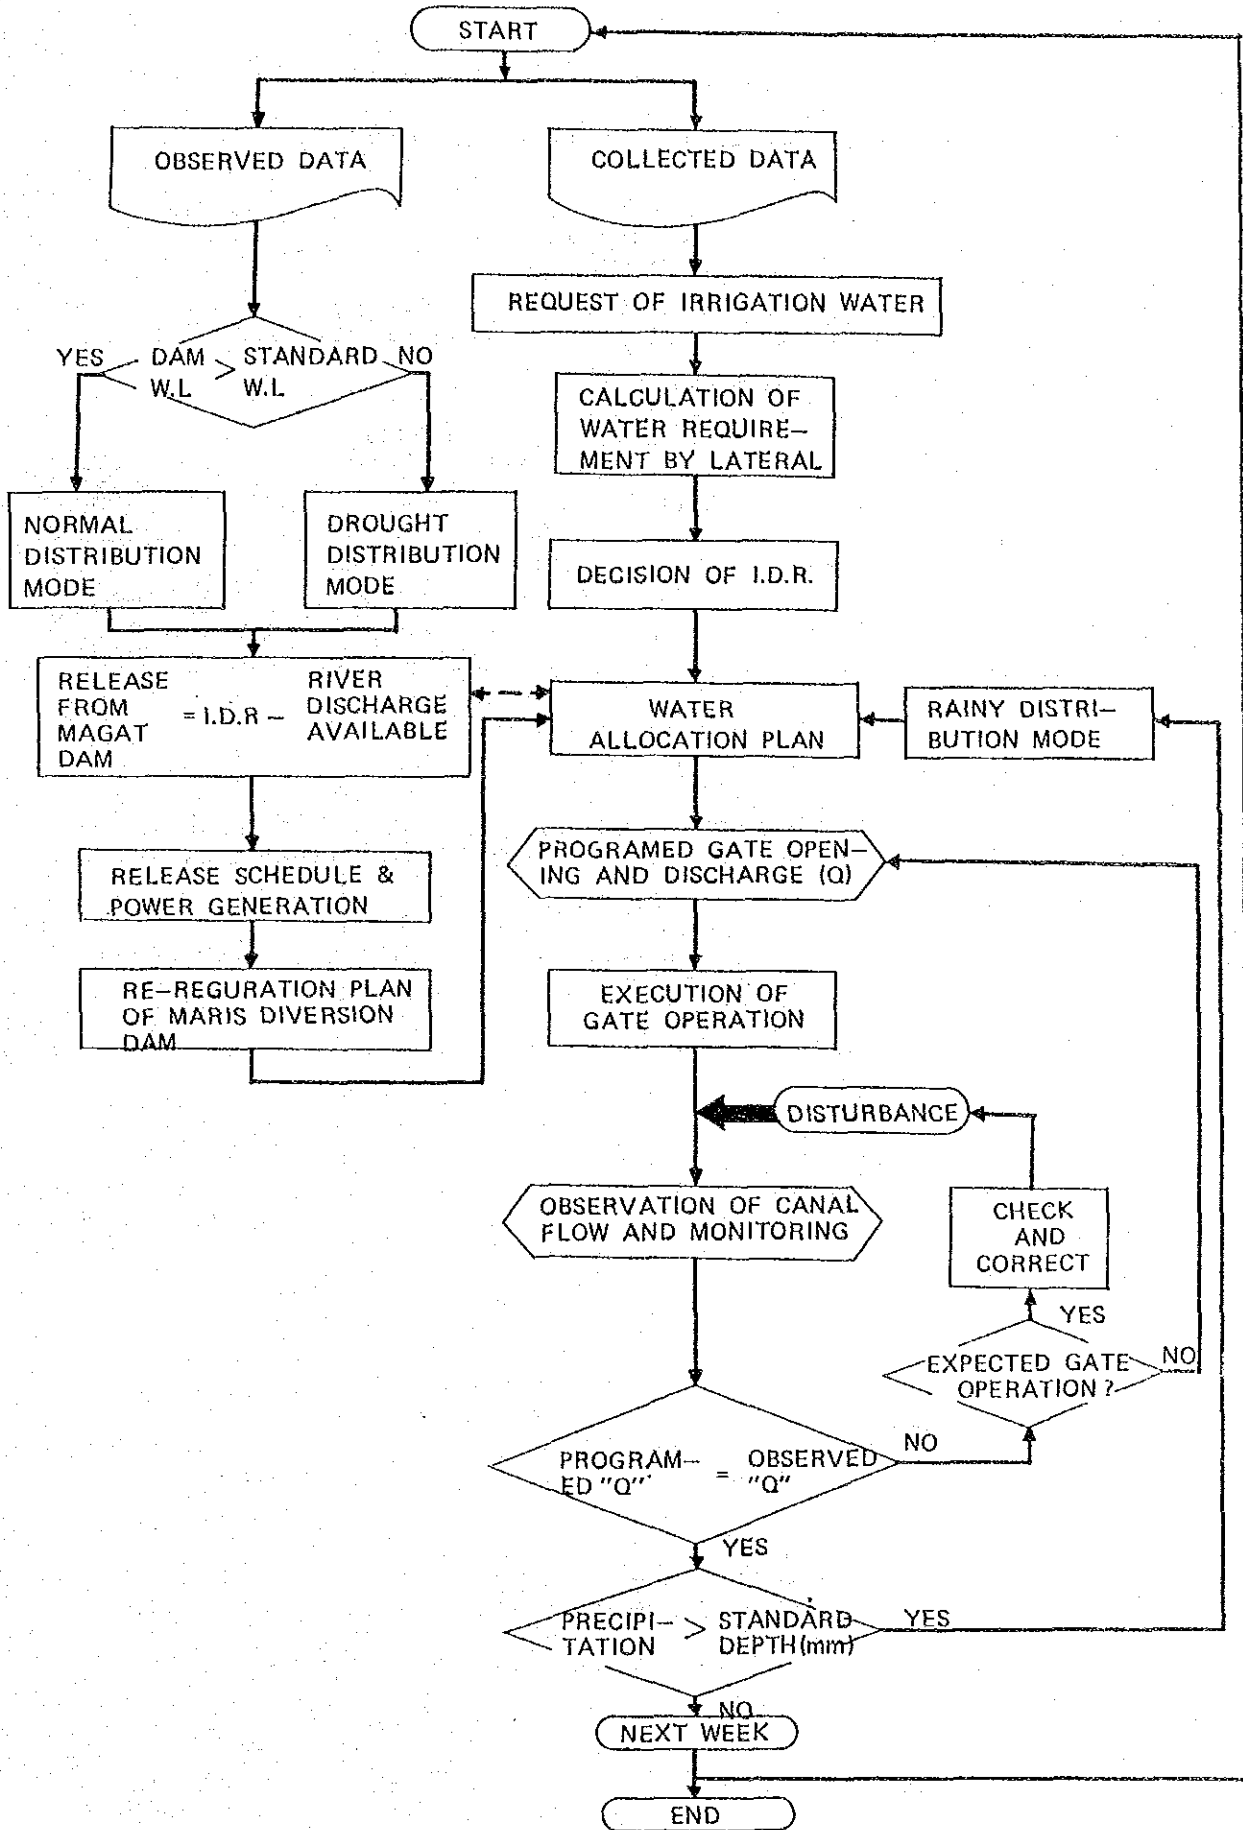 START
OBSERVED DATA
COLLECTED DATA
REQUEST OF IRRIGATION WATER
YES
DAM
W.L
>
STANDARD
W.L
NO
CALCULATION OF
WATER REQUIRE-
MENT BY LATERAL
NORMAL
DISTRIBUTION
MODE
DROUGHT
DISTRIBUTION
MODE
DECISION OF I.D.R.
RELEASE
FROM
MAGAT
DAM
= I.D.R -
RIVER
DISCHARGE
AVAILABLE
WATER
ALLOCATION PLAN
RAINY DISTRI-
BUTION MODE
PROGRAMED GATE OPEN-
ING AND DISCHARGE (Q)
RELEASE SCHEDULE &
POWER GENERATION
RE-REGURATION PLAN
OF MARIS DIVERSION
DAM
EXECUTION OF
GATE OPERATION
DISTURBANCE
OBSERVATION OF CANAL
FLOW AND MONITORING
CHECK
AND
CORRECT
YES
EXPECTED GATE
OPERATION?
NO
PROGRAM-
ED "Q"
=
OBSERVED
"Q"
NO
YES
PRECIPI-
TATION
>
STANDARD
DEPTH (mm)
YES
NO
NEXT WEEK
END